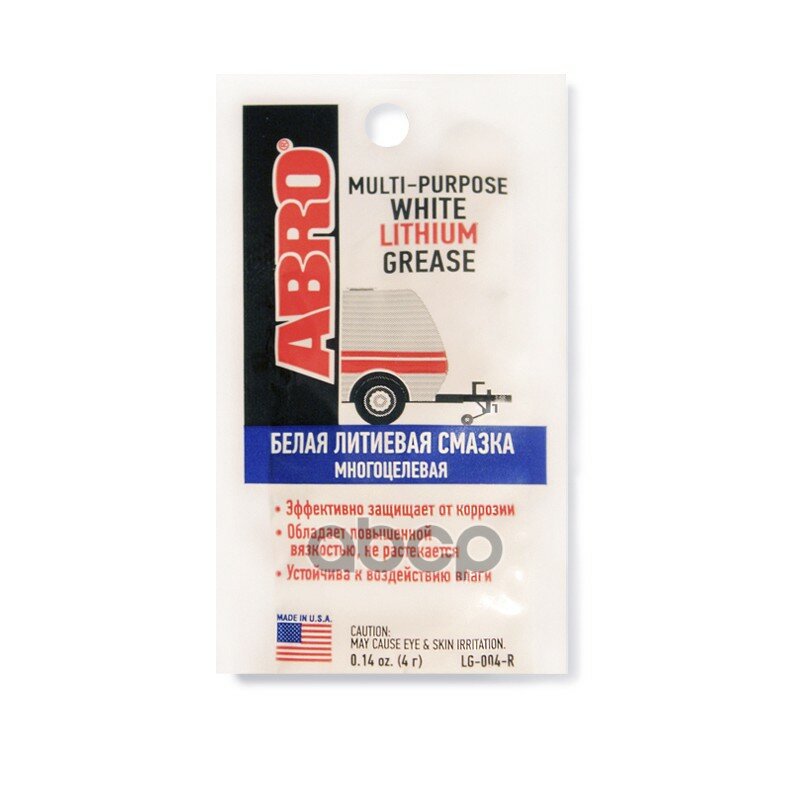 ABRO®
MULTI-PURPOSE
WHITE
LITHIUM
GREASE
БЕЛАЯ ЛИТИЕВАЯ СМАЗКА
МНОГОЦЕЛЕВАЯ
• Эффективно защищает от коррозии
• Обладает повышенной
вязкостью, не растекается
• Устойчива к воздействию влаги
abcp
MADE IN U.S.A.
CAUTION:
MAY CAUSE EYE & SKIN IRRITATION.
0.14 oz. (4 г) LG-004-R